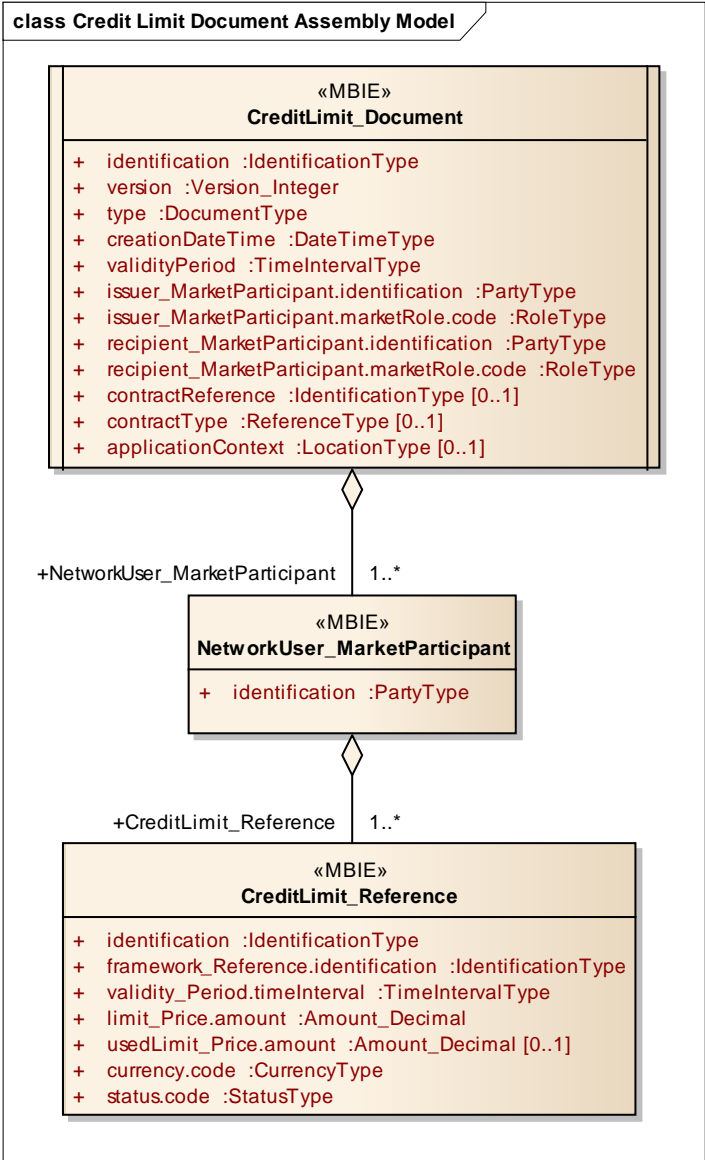 class Credit Limit Document Assembly Model
«MBIE»
CreditLimit_Document
+ identification :IdentificationType
+ version :Version_Integer
+ type :DocumentType
+ creationDateTime :DateTimeType
+ validityPeriod :TimeIntervalType
+ issuer_MarketParticipant.identification :PartyType
+ issuer_MarketParticipant.marketRole.code :RoleType
+ recipient_MarketParticipant.identification :PartyType
+ recipient_MarketParticipant.marketRole.code :RoleType
+ contractReference :IdentificationType [0..1]
+ contractType :ReferenceType [0..1]
+ applicationContext :LocationType [0..1]
+NetworkUser_MarketParticipant 1..*
«MBIE»
NetworkUser_MarketParticipant
+ identification :PartyType
+CreditLimit_Reference 1..*
«MBIE»
CreditLimit_Reference
+ identification :IdentificationType
+ framework_Reference.identification :IdentificationType
+ validity_Period.timeInterval :TimeIntervalType
+ limit_Price.amount :Amount_Decimal
+ usedLimit_Price.amount :Amount_Decimal [0..1]
+ currency.code :CurrencyType
+ status.code :StatusType